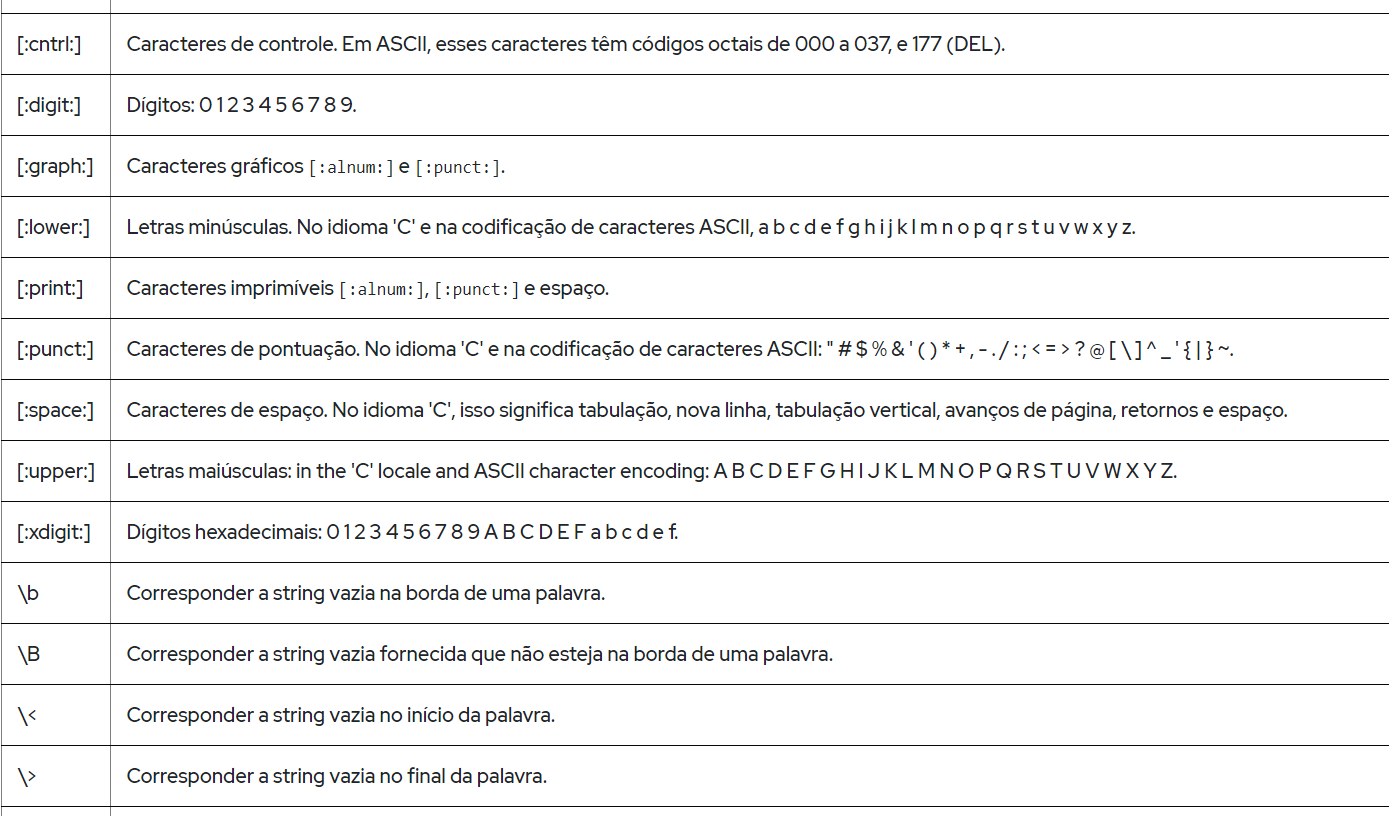 [:cntrl:] Caracteres de controle. Em ASCII, esses caracteres têm códigos octais de 000 a 037, e 177 (DEL).
[:digit:] Dígitos: 0 1 2 3 4 5 6 7 8 9.
[:graph:] Caracteres gráficos [:alnum:] e [:punct:].
[:lower:] Letras minúsculas. No idioma 'C' e na codificação de caracteres ASCII, a b c d e f g h i j k l m n o p q r s t u v w x y z.
[:print:] Caracteres imprimíveis [:alnum:], [:punct:] e espaço.
[:punct:] Caracteres de pontuação. No idioma 'C' e na codificação de caracteres ASCII: " # $ % & ' ( ) * + , - . / : ; < = > ? @ [ \ ] ^ _ ' { | } ~.
[:space:] Caracteres de espaço. No idioma 'C', isso significa tabulação, nova linha, tabulação vertical, avanços de página, retornos e espaço.
[:upper:] Letras maiúsculas: in the 'C' locale and ASCII character encoding: A B C D E F G H I J K L M N O P Q R S T U V W X Y Z.
[:xdigit:] Dígitos hexadecimais: 0 1 2 3 4 5 6 7 8 9 A B C D E F a b c d e f.
\b Corresponder a string vazia na borda de uma palavra.
\B Corresponder a string vazia fornecida que não esteja na borda de uma palavra.
\< Corresponder a string vazia no início da palavra.
\> Corresponder a string vazia no final da palavra.